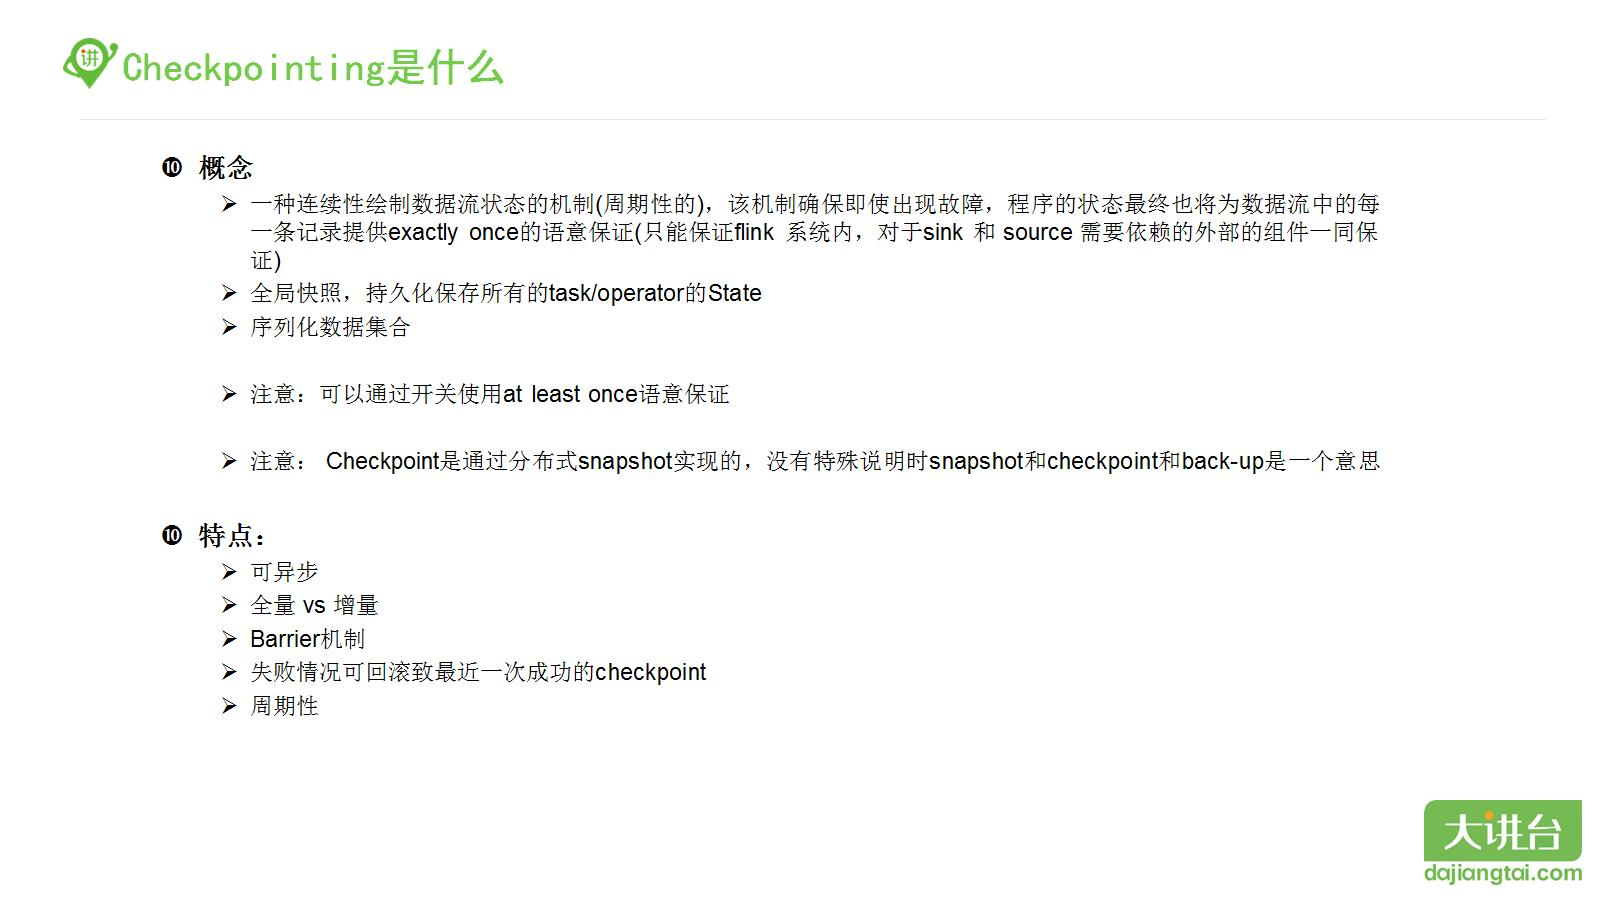 讲
Checkpointing是什么
❿ 概念
➢ 一种连续性绘制数据流状态的机制(周期性的)，该机制确保即使出现故障，程序的状态最终也将为数据流中的每
一条记录提供exactly once的语意保证(只能保证flink 系统内，对于sink 和 source 需要依赖的外部的组件一同保
证)
➢ 全局快照，持久化保存所有的task/operator的State
➢ 序列化数据集合
➢ 注意：可以通过开关使用at least once语意保证
➢ 注意： Checkpoint是通过分布式snapshot实现的，没有特殊说明时snapshot和checkpoint和back-up是一个意思
❿ 特点：
➢ 可异步
➢ 全量 vs 增量
➢ Barrier机制
➢ 失败情况可回滚致最近一次成功的checkpoint
➢ 周期性
大讲台
dajiangtai.com